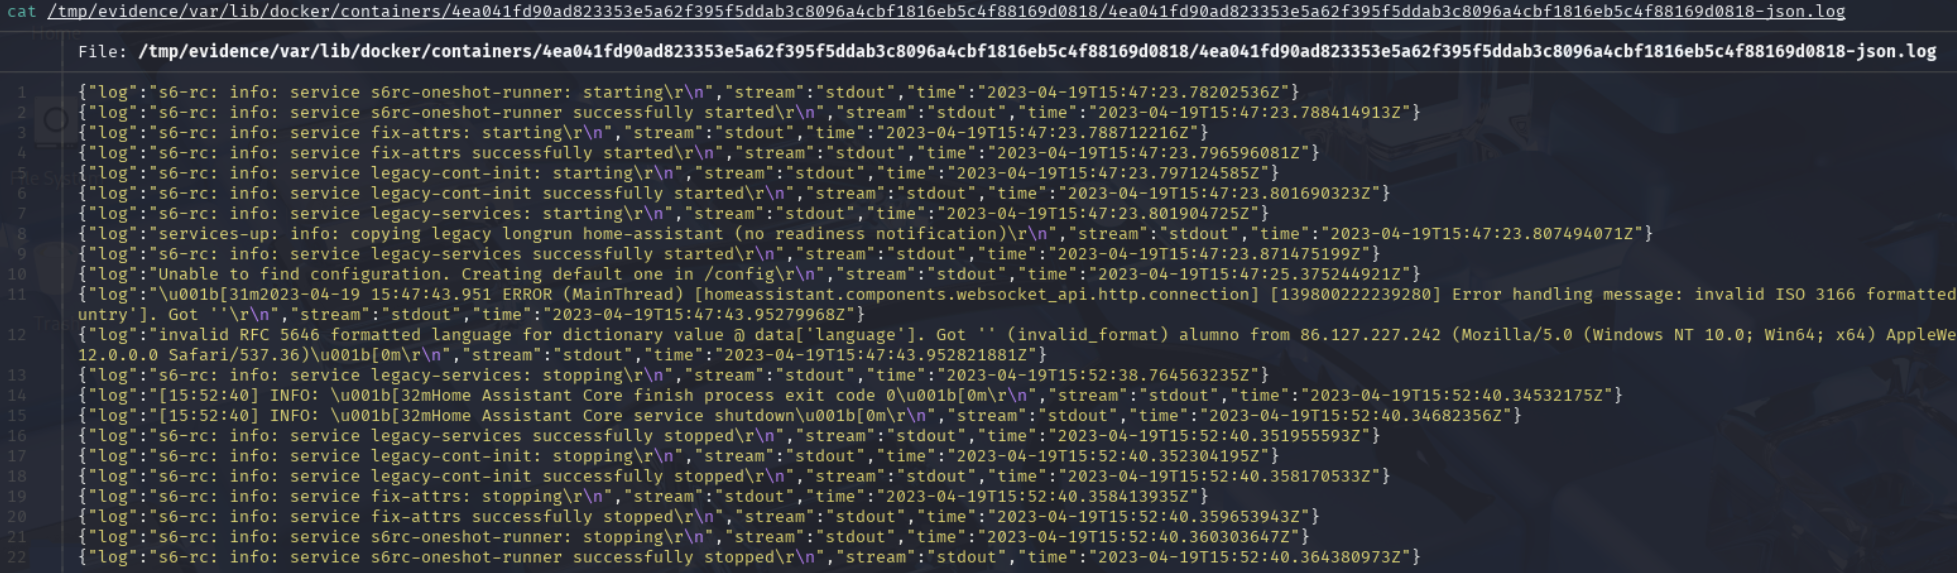 cat /tmp/evidence/var/lib/docker/containers/4ea041fd90ad823353e5a62f395f5ddab3c8096a4cbf1816eb5c4f88169d0818/4ea041fd90ad823353e5a62f395f5ddab3c8096a4cbf1816eb5c4f88169d0818-json.log
File: /tmp/evidence/var/lib/docker/containers/4ea041fd90ad823353e5a62f395f5ddab3c8096a4cbf1816eb5c4f88169d0818/4ea041fd90ad823353e5a62f395f5ddab3c8096a4cbf1816eb5c4f88169d0818-json.log
1 {"log":"s6-rc: info: service s6rc-oneshot-runner: starting\r\n","stream":"stdout","time":"2023-04-19T15:47:23.78202536Z"}
2 {"log":"s6-rc: info: service s6rc-oneshot-runner successfully started\r\n","stream":"stdout","time":"2023-04-19T15:47:23.788414913Z"}
3 {"log":"s6-rc: info: service fix-attrs: starting\r\n","stream":"stdout","time":"2023-04-19T15:47:23.788712216Z"}
4 {"log":"s6-rc: info: service fix-attrs successfully started\r\n","stream":"stdout","time":"2023-04-19T15:47:23.796596081Z"}
5 {"log":"s6-rc: info: service legacy-cont-init: starting\r\n","stream":"stdout","time":"2023-04-19T15:47:23.797124585Z"}
6 {"log":"s6-rc: info: service legacy-cont-init successfully started\r\n","stream":"stdout","time":"2023-04-19T15:47:23.801690323Z"}
7 {"log":"s6-rc: info: service legacy-services: starting\r\n","stream":"stdout","time":"2023-04-19T15:47:23.801904725Z"}
8 {"log":"services-up: info: copying legacy longrun home-assistant (no readiness notification)\r\n","stream":"stdout","time":"2023-04-19T15:47:23.807494071Z"}
9 {"log":"s6-rc: info: service legacy-services successfully started\r\n","stream":"stdout","time":"2023-04-19T15:47:23.871475199Z"}
10 {"log":"Unable to find configuration. Creating default one in /config\r\n","stream":"stdout","time":"2023-04-19T15:47:25.375244921Z"}
11 {"log":"\u001b[31m2023-04-19 15:47:43.951 ERROR (MainThread) [homeassistant.components.websocket_api.http.connection] [139800222239280] Error handling message: invalid ISO 3166 formatted
untry']. Got ''\r\n","stream":"stdout","time":"2023-04-19T15:47:43.95279968Z"}
12 {"log":"invalid RFC 5646 formatted language for dictionary value @ data['language']. Got '' (invalid_format) alumno from 86.127.227.242 (Mozilla/5.0 (Windows NT 10.0; Win64; x64) AppleWe
12.0.0.0 Safari/537.36)\u001b[0m\r\n","stream":"stdout","time":"2023-04-19T15:47:43.952821881Z"}
13 {"log":"s6-rc: info: service legacy-services: stopping\r\n","stream":"stdout","time":"2023-04-19T15:52:38.764563235Z"}
14 {"log":"[15:52:40] INFO: \u001b[32mHome Assistant Core finish process exit code 0\u001b[0m\r\n","stream":"stdout","time":"2023-04-19T15:52:40.34532175Z"}
15 {"log":"[15:52:40] INFO: \u001b[32mHome Assistant Core service shutdown\u001b[0m\r\n","stream":"stdout","time":"2023-04-19T15:52:40.34682356Z"}
16 {"log":"s6-rc: info: service legacy-services successfully stopped\r\n","stream":"stdout","time":"2023-04-19T15:52:40.351955593Z"}
17 {"log":"s6-rc: info: service legacy-cont-init: stopping\r\n","stream":"stdout","time":"2023-04-19T15:52:40.352304195Z"}
18 {"log":"s6-rc: info: service legacy-cont-init successfully stopped\r\n","stream":"stdout","time":"2023-04-19T15:52:40.358170533Z"}
19 {"log":"s6-rc: info: service fix-attrs: stopping\r\n","stream":"stdout","time":"2023-04-19T15:52:40.358413935Z"}
20 {"log":"s6-rc: info: service fix-attrs successfully stopped\r\n","stream":"stdout","time":"2023-04-19T15:52:40.359653943Z"}
21 {"log":"s6-rc: info: service s6rc-oneshot-runner: stopping\r\n","stream":"stdout","time":"2023-04-19T15:52:40.360303647Z"}
22 {"log":"s6-rc: info: service s6rc-oneshot-runner successfully stopped\r\n","stream":"stdout","time":"2023-04-19T15:52:40.364380973Z"}